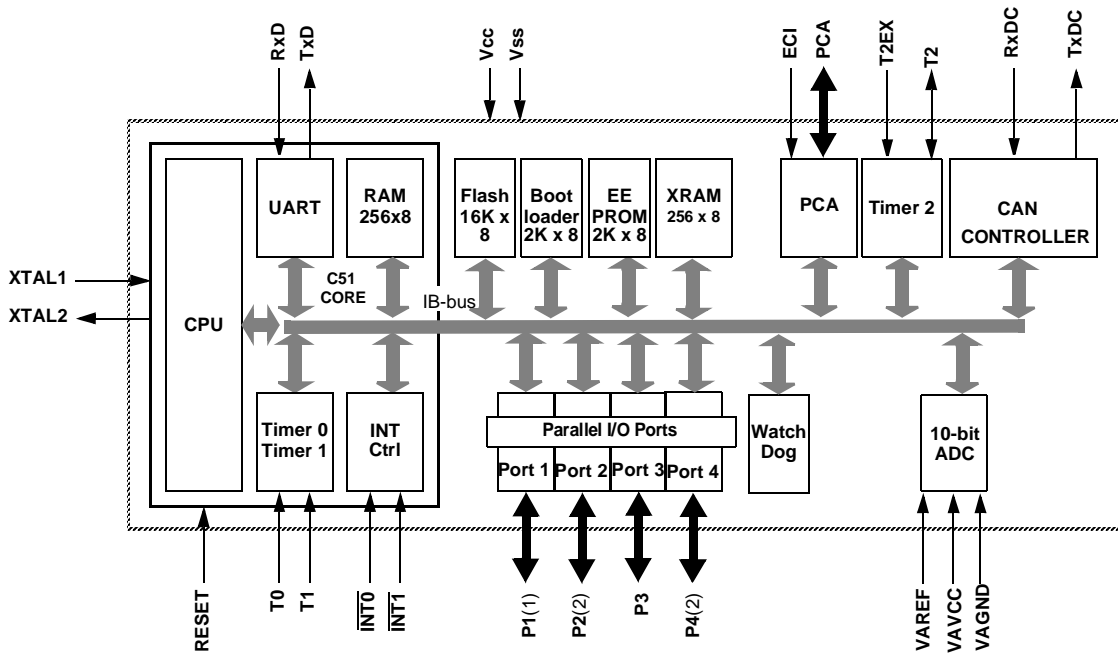 RxD
TxD
Vcc
Vss
ECI
PCA
T2EX
T2
RxDC
TxDC
XTAL1
XTAL2
CPU
UART
RAM
256x8
C51
CORE
IB-bus
Flash
16K x
8
Boot
loader
2K x 8
EE
PROM
2K x 8
XRAM
256 x 8
PCA
Timer 2
CAN
CONTROLLER
Timer 0
Timer 1
INT
Ctrl
Parallel I/O Ports
Port 1
Port 2
Port 3
Port 4
Watch
Dog
10-bit
ADC
RESET
T0
T1
INT0
INT1
P1(1)
P2(2)
P3
P4(2)
VAREF
VAVCC
VAGND